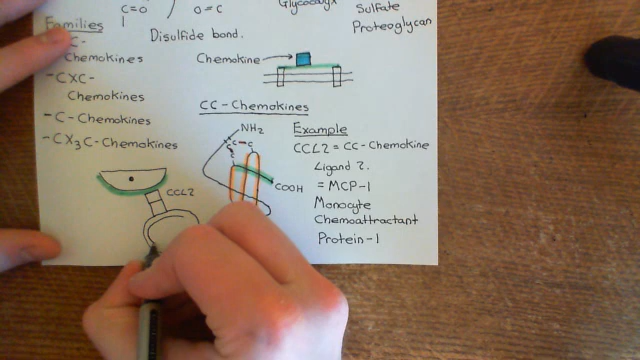 C=O
O=C
Glycocalyx
Sulfate
Proteoglycan
Families
Disulfide bond.
C-
Chemokines
-CXC-
Chemokines
-C-Chemokines
-CX3C-Chemokines
Chemokine
CC-Chemokines
NH2
C-C
C
COOH
CCL2
Example
CCL2 = CC-Chemokine
Ligand 2.
= MCP-1
Monocyte
Chemoattractant
Protein-1